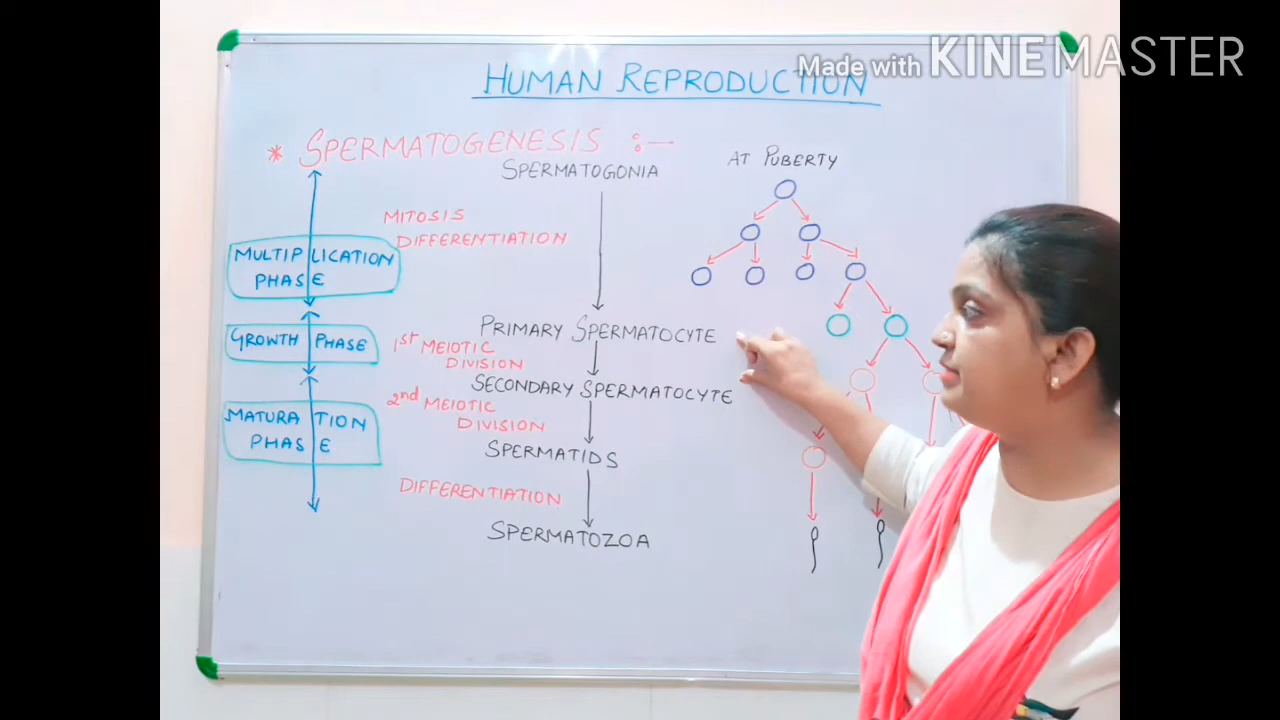 Made with KINEMASTER
HUMAN REPRODUCTION
* SPERMATOGENESIS :-
SPERMATOGONIA
AT PUBERTY
MITOSIS
DIFFERENTIATION
MULTIPLICATION
PHASE
PRIMARY SPERMATOCYTE
GROWTH PHASE
1st MEIOTIC
DIVISION
SECONDARY SPERMATOCYTE
2nd MEIOTIC
DIVISION
MATURATION
PHASE
SPERMATIDS
DIFFERENTIATION
SPERMATOZOA